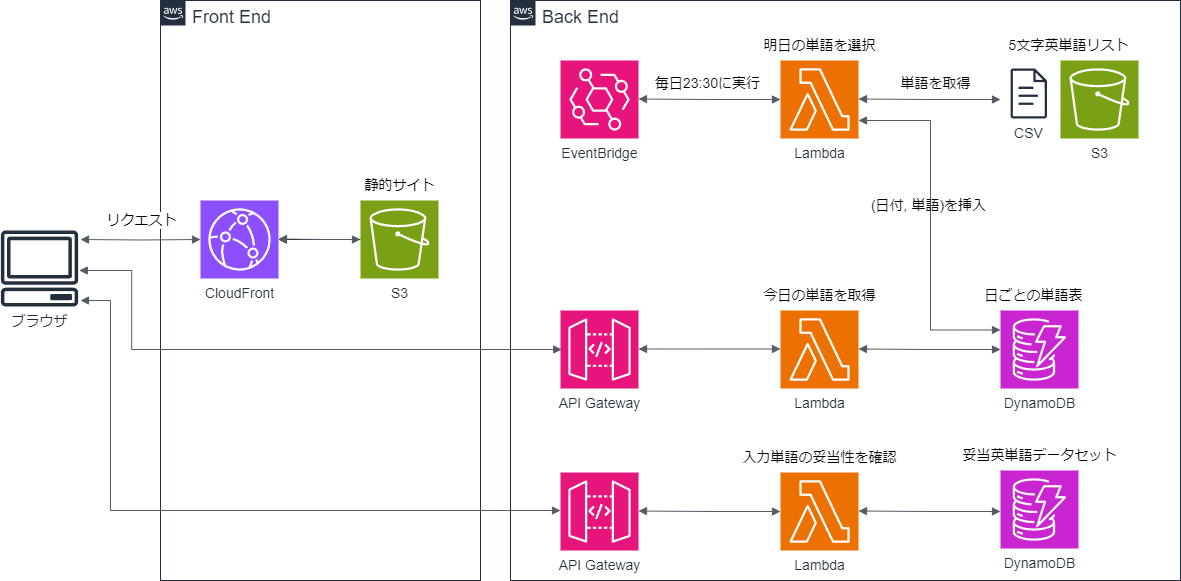 aws
Front End
aws
Back End
明日の単語を選択
5文字英単語リスト
毎日23:30に実行
単語を取得
EventBridge
Lambda
CSV
S3
静的サイト
リクエスト
(日付, 単語)を挿入
CloudFront
S3
ブラウザ
今日の単語を取得
日ごとの単語表
API Gateway
Lambda
DynamoDB
入力単語の妥当性を確認
妥当英単語データセット
API Gateway
Lambda
DynamoDB